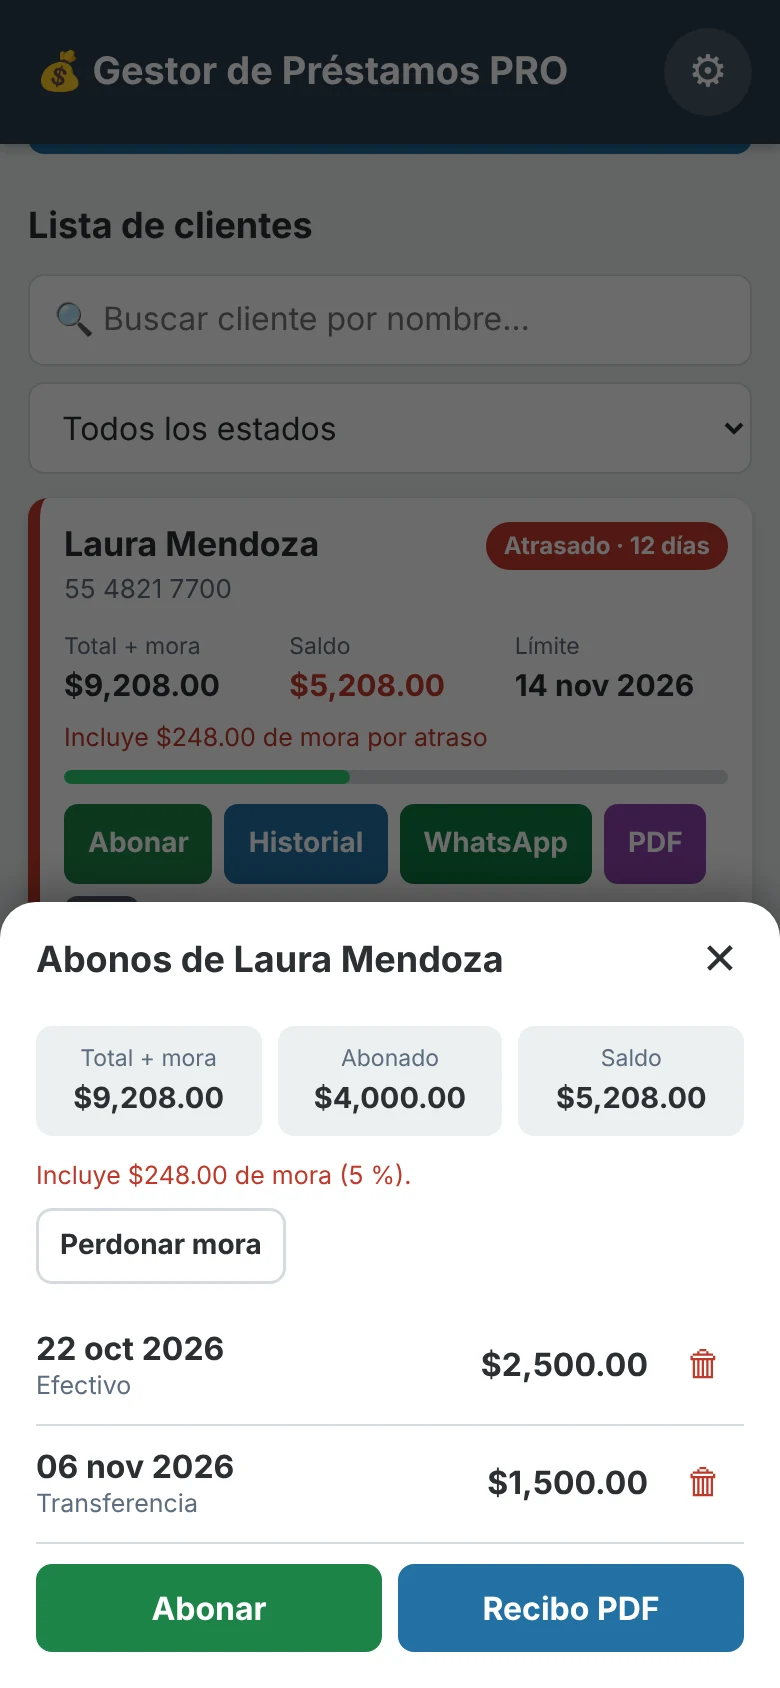 💰 Gestor de Préstamos PRO
Lista de clientes
🔍 Buscar cliente por nombre...
Todos los estados
Laura Mendoza
Atrasado · 12 días
55 4821 7700
Total + mora Saldo Límite
$9,208.00 $5,208.00 14 nov 2026
Incluye $248.00 de mora por atraso
Abonar Historial WhatsApp PDF
Abonos de Laura Mendoza ✕
Total + mora Abonado Saldo
$9,208.00 $4,000.00 $5,208.00
Incluye $248.00 de mora (5 %).
Perdonar mora
22 oct 2026
Efectivo
$2,500.00
06 nov 2026
Transferencia
$1,500.00
Abonar Recibo PDF